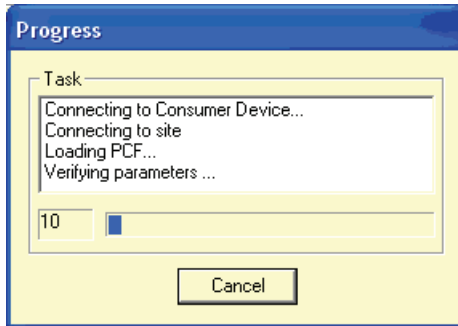 Progress
Task
Connecting to Consumer Device...
Connecting to site
Loading PCF...
Verifying parameters ...
10
Cancel